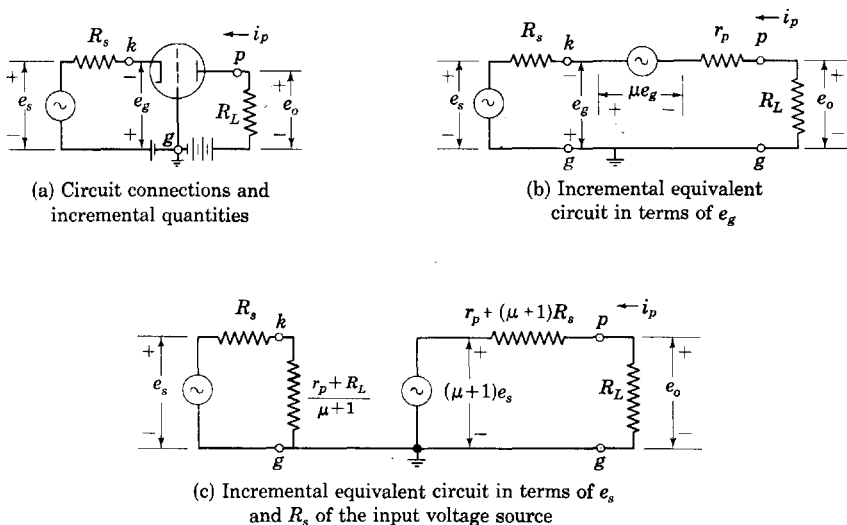 R_s
k
p
← i_p
+
e_s
−
−
e_g
+
g
R_L
+
e_o
−
(a) Circuit connections and
incremental quantities
← i_p
R_s
k
r_p
p
+
e_s
−
−
e_g
+
μe_g
+ −
R_L
+
e_o
−
g
g
(b) Incremental equivalent
circuit in terms of e_g
R_s
k
r_p + (μ + 1)R_s
p
← i_p
+
e_s
−
r_p + R_L
μ + 1
+
(μ+1)e_s
−
R_L
+
e_o
−
g
g
(c) Incremental equivalent circuit in terms of e_s
and R_s of the input voltage source